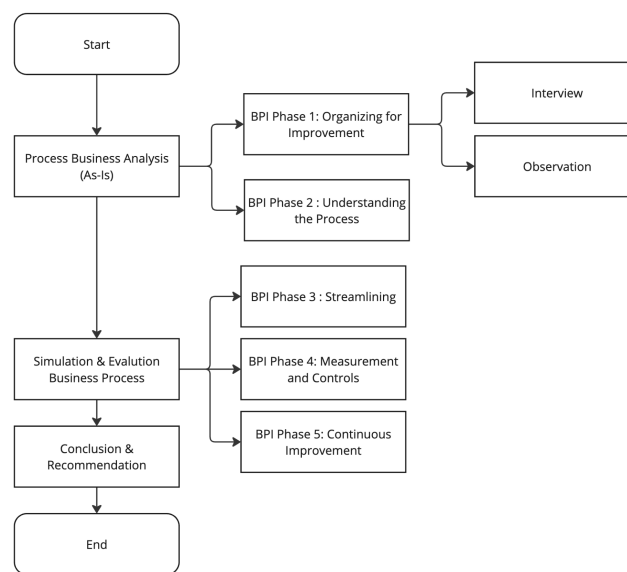 Start
BPI Phase 1: Organizing for
Improvement
Interview
Observation
Process Business Analysis
(As-Is)
BPI Phase 2 : Understanding
the Process
BPI Phase 3 : Streamlining
Simulation & Evalution
Business Process
BPI Phase 4: Measurement
and Controls
BPI Phase 5: Continuous
Improvement
Conclusion &
Recommendation
End